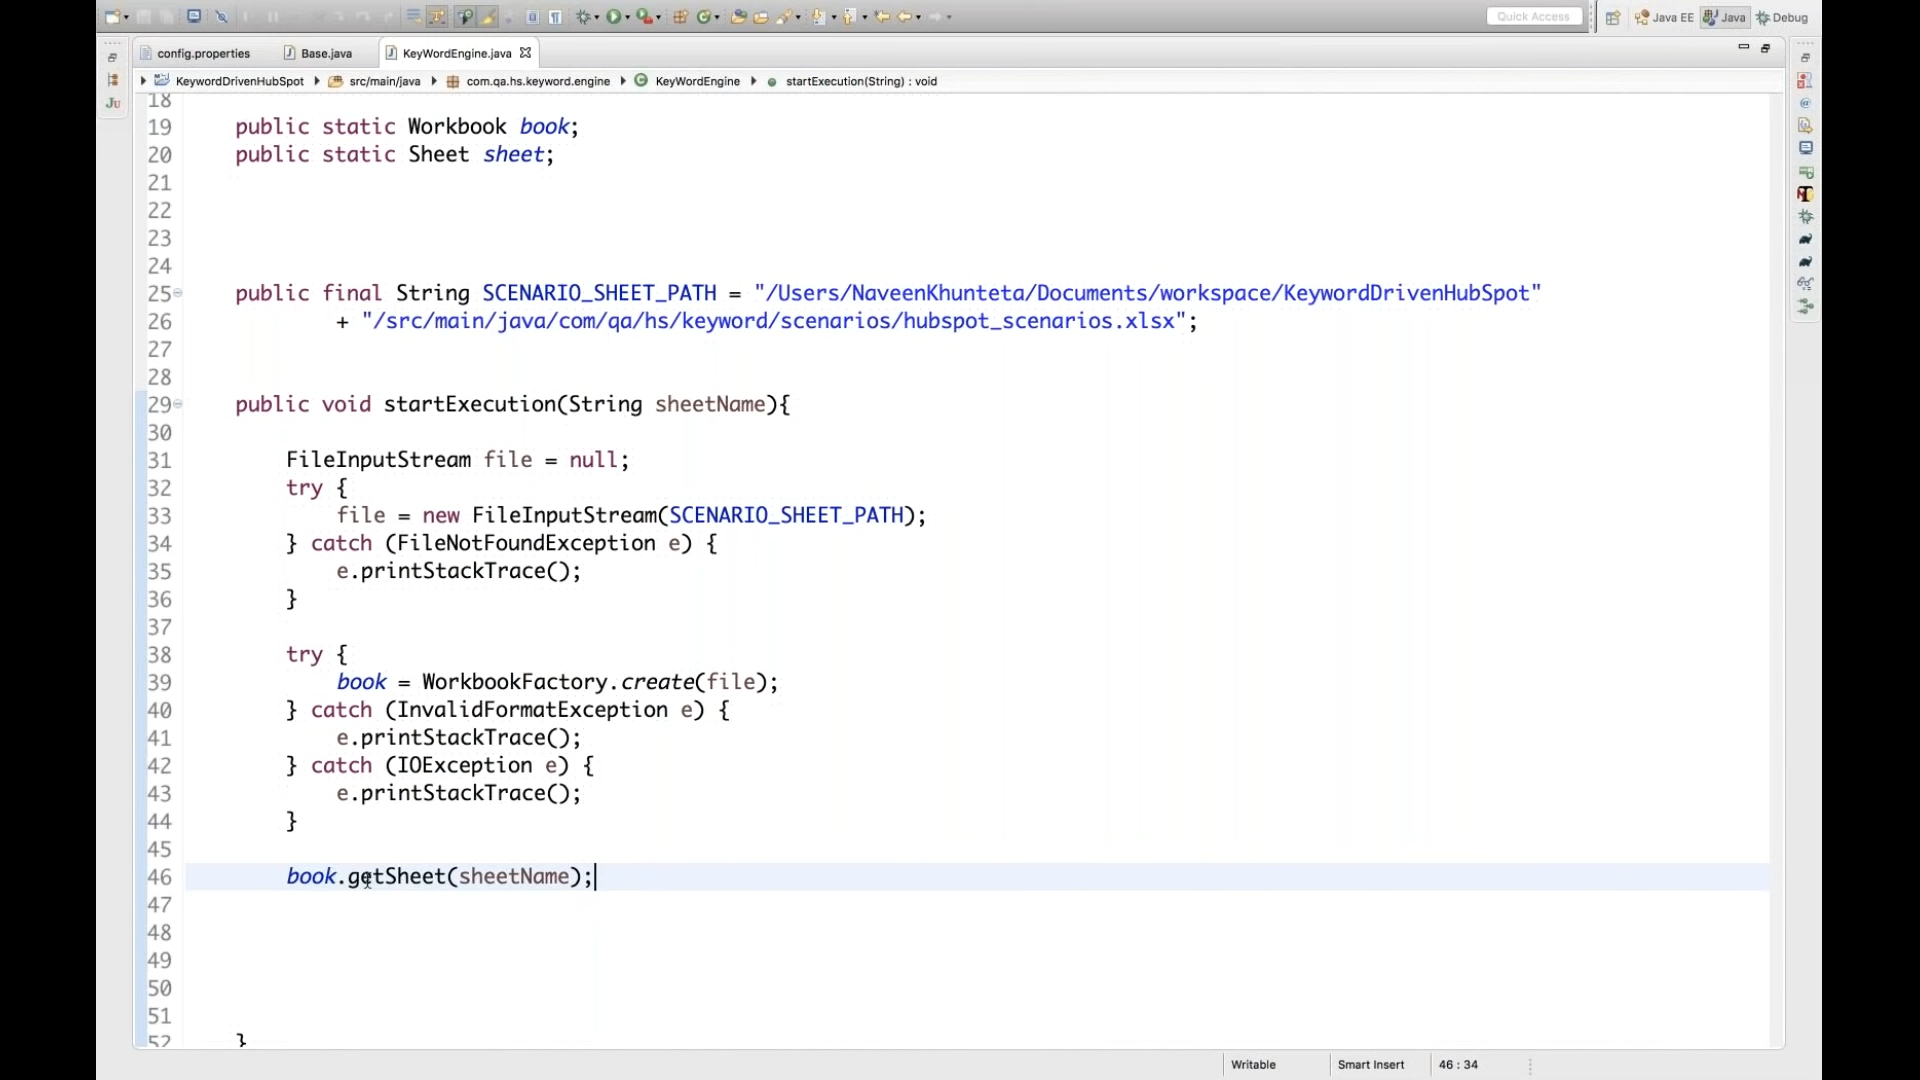 Quick Access
Java EE
Java
Debug
config.properties
Base.java
KeyWordEngine.java
KeywordDrivenHubSpot
src/main/java
com.qa.hs.keyword.engine
KeyWordEngine
startExecution(String) : void
Ju
18
19 public static Workbook book;
20 public static Sheet sheet;
21
22
23
24
25 public final String SCENARIO_SHEET_PATH = "/Users/NaveenKhunteta/Documents/workspace/KeywordDrivenHubSpot"
26 + "/src/main/java/com/qa/hs/keyword/scenarios/hubspot_scenarios.xlsx";
27
28
29 public void startExecution(String sheetName){
30
31 FileInputStream file = null;
32 try {
33 file = new FileInputStream(SCENARIO_SHEET_PATH);
34 } catch (FileNotFoundException e) {
35 e.printStackTrace();
36 }
37
38 try {
39 book = WorkbookFactory.create(file);
40 } catch (InvalidFormatException e) {
41 e.printStackTrace();
42 } catch (IOException e) {
43 e.printStackTrace();
44 }
45
46 book.getSheet(sheetName);
47
48
49
50
51
52 }
Writable
Smart Insert
46 : 34